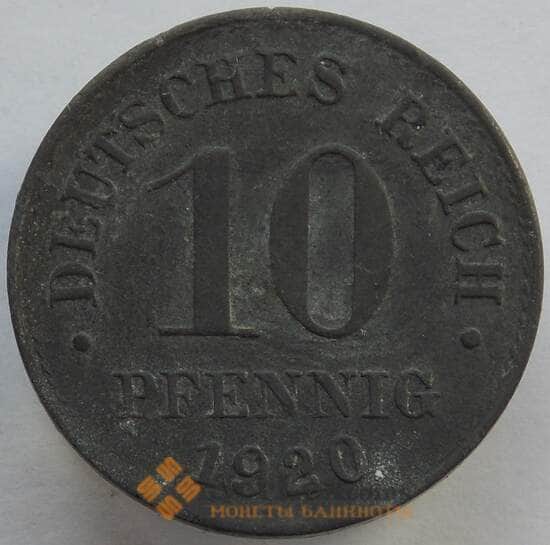 DEUTSCHES REICH
10
PFENNIG
1920
МОНЕТЫ БАНКНОТЫ